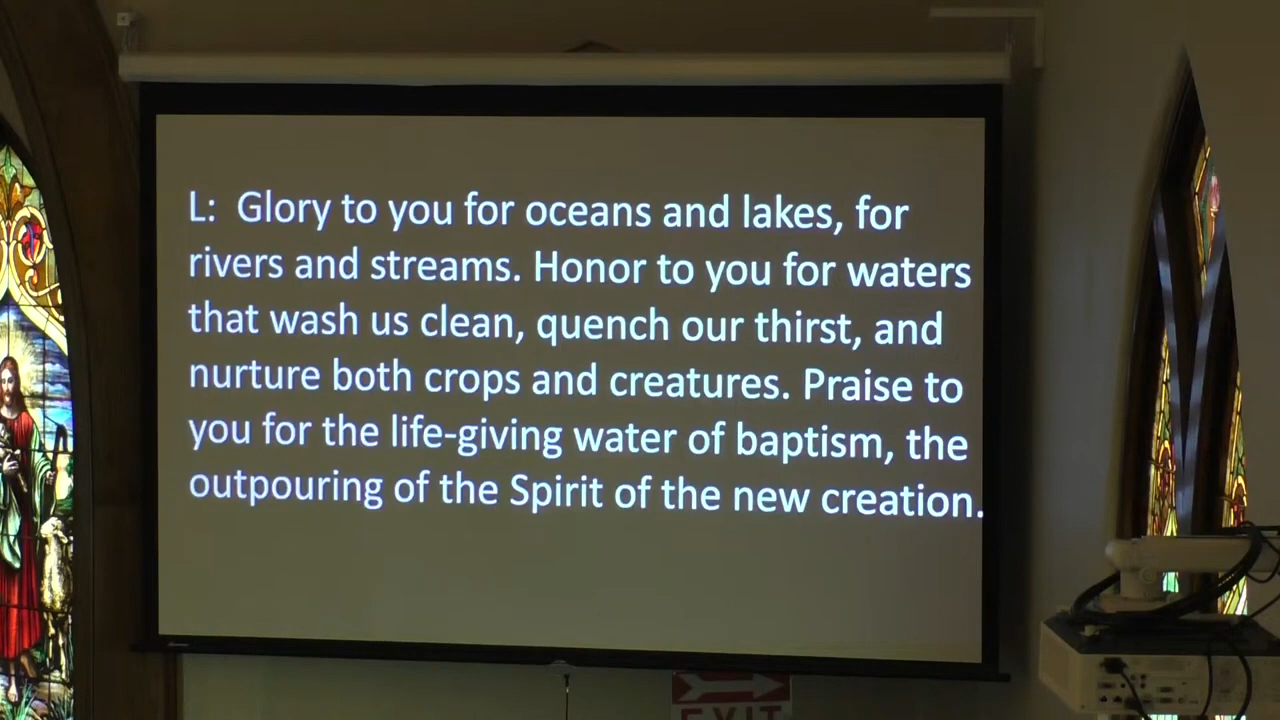 L:  Glory to you for oceans and lakes, for
rivers and streams. Honor to you for waters
that wash us clean, quench our thirst, and
nurture both crops and creatures. Praise to
you for the life-giving water of baptism, the
outpouring of the Spirit of the new creation.
EXIT